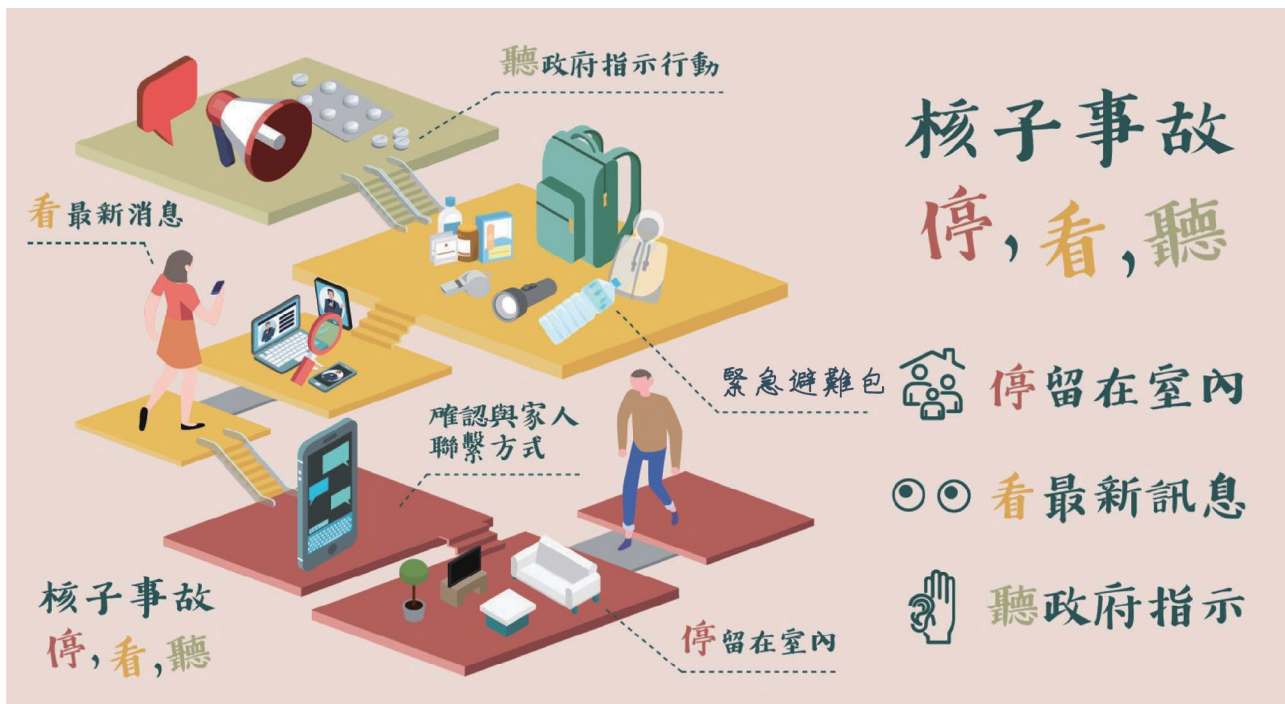 聽政府指示行動
看最新消息
緊急避難包
確認與家人
聯繫方式
停留在室內
核子事故
停,看,聽
核子事故
停,看,聽
停留在室內
看最新訊息
聽政府指示